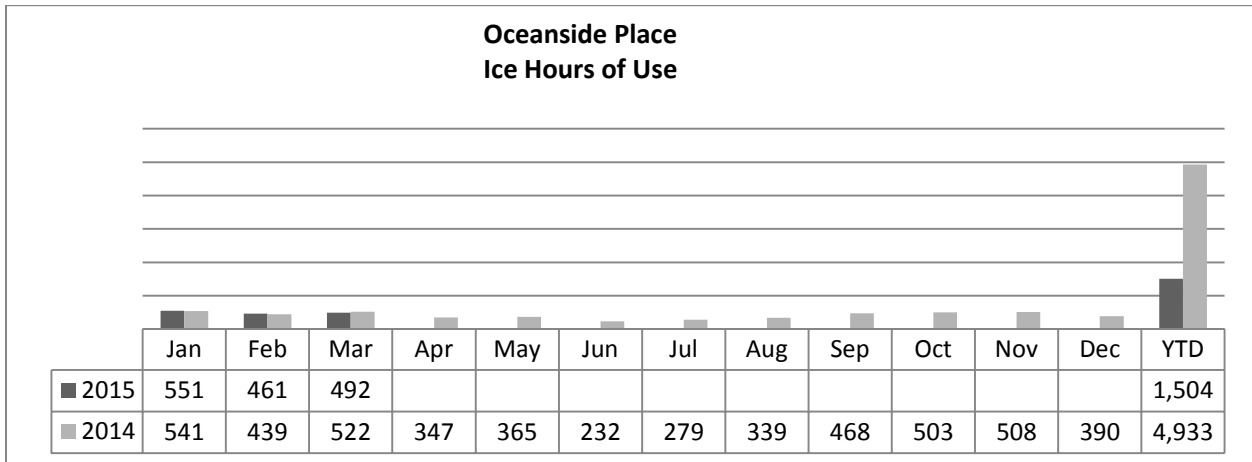 Oceanside Place
Ice Hours of Use
Jan Feb Mar Apr May Jun Jul Aug Sep Oct Nov Dec YTD
2015 551 461 492 1,504
2014 541 439 522 347 365 232 279 339 468 503 508 390 4,933